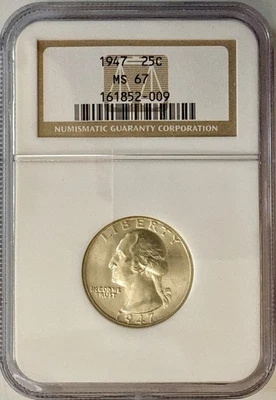 1947 25C
MS 67
161852-009
NUMISMATIC GUARANTY CORPORATION
LIBERTY
IN GOD WE
TRUST
1947